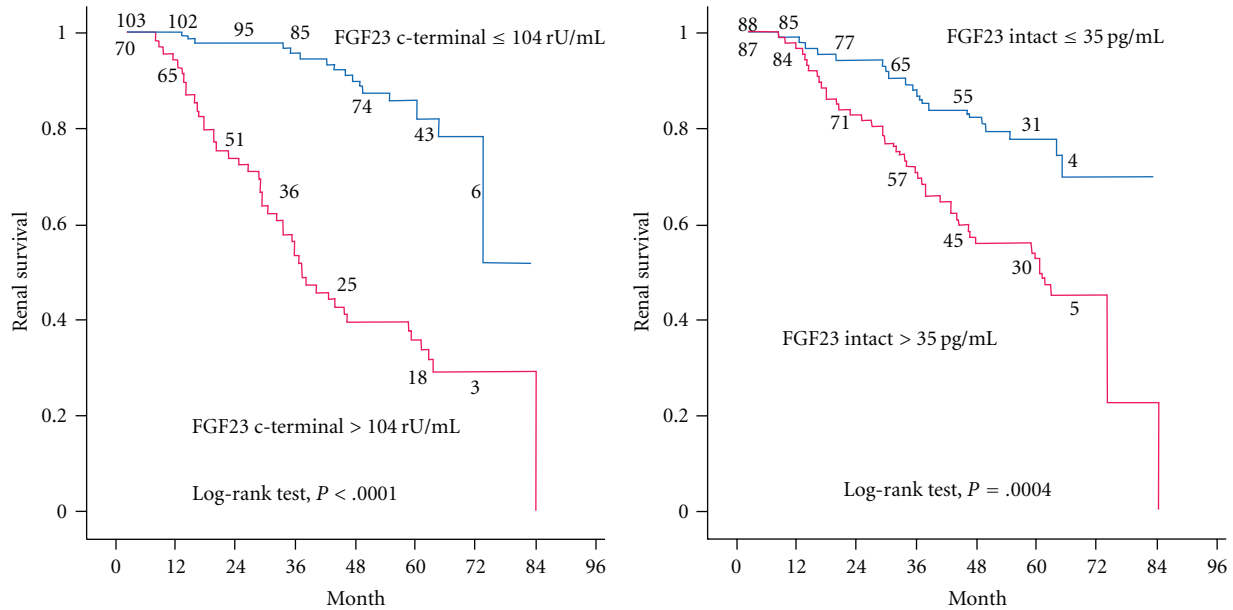 103 102 95 85 FGF23 c-terminal ≤ 104 rU/mL
1 70 65 51 36 25 18 3
74 43 6
0.8
0.6
0.4
0.2
0
Renal survival
FGF23 c-terminal > 104 rU/mL
Log-rank test, P < .0001
0 12 24 36 48 60 72 84 96
Month
88 85 77 65 55 31 4
FGF23 intact ≤ 35 pg/mL
1 87 84 71 57 45 30 5
0.8
0.6
0.4
0.2
0
Renal survival
FGF23 intact > 35 pg/mL
Log-rank test, P = .0004
0 12 24 36 48 60 72 84 96
Month